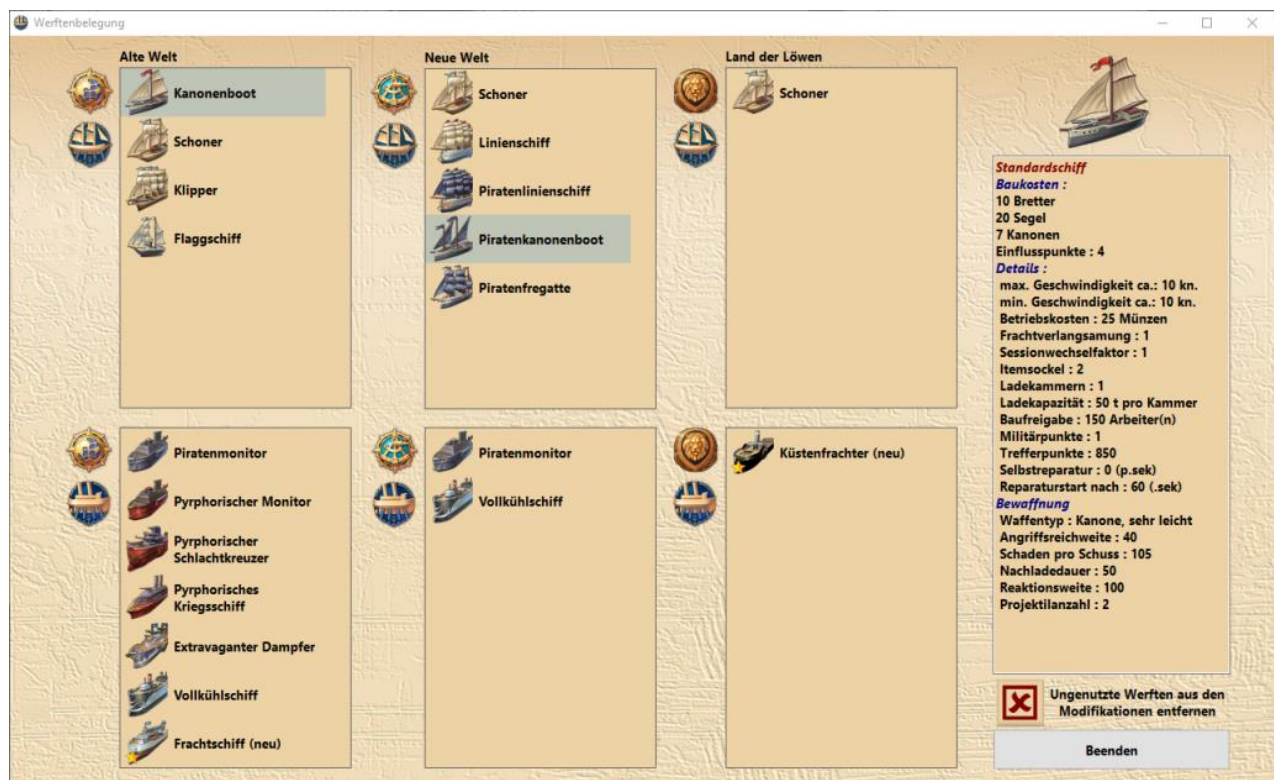 Werftenbelegung
Alte Welt
Kanonenboot
Schoner
Klipper
Flaggschiff
Neue Welt
Schoner
Linienschiff
Piratenlinienschiff
Piratenkanonenboot
Piratenfregatte
Land der Löwen
Schoner
Piratenmonitor
Pyrphorischer Monitor
Pyrphorischer
Schlachtkreuzer
Pyrphorisches
Kriegsschiff
Extravaganter Dampfer
Vollkühlschiff
Frachtschiff (neu)
Piratenmonitor
Vollkühlschiff
Küstenfrachter (neu)
Standardschiff
Baukosten :
10 Bretter
20 Segel
7 Kanonen
Einflusspunkte : 4
Details :
max. Geschwindigkeit ca.: 10 kn.
min. Geschwindigkeit ca.: 10 kn.
Betriebskosten : 25 Münzen
Frachtverlangsamung : 1
Sessionwechselfaktor : 1
Itemsockel : 2
Ladekammern : 1
Ladekapazität : 50 t pro Kammer
Baufreigabe : 150 Arbeiter(n)
Militärpunkte : 1
Trefferpunkte : 850
Selbstreparatur : 0 (p.sek)
Reparaturstart nach : 60 (.sek)
Bewaffnung
Waffentyp : Kanone, sehr leicht
Angriffsreichweite : 40
Schaden pro Schuss : 105
Nachladedauer : 50
Reaktionsweite : 100
Projektilanzahl : 2
Ungenutzte Werften aus den
Modifikationen entfernen
Beenden